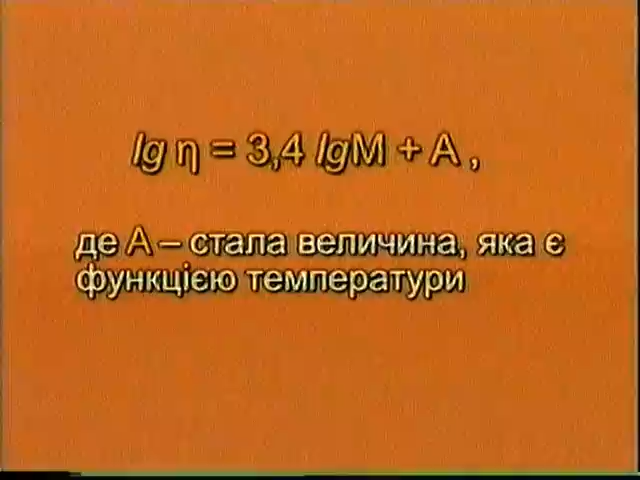 lg η = 3,4 lgM + A ,
де A – стала величина, яка є
функцією температури